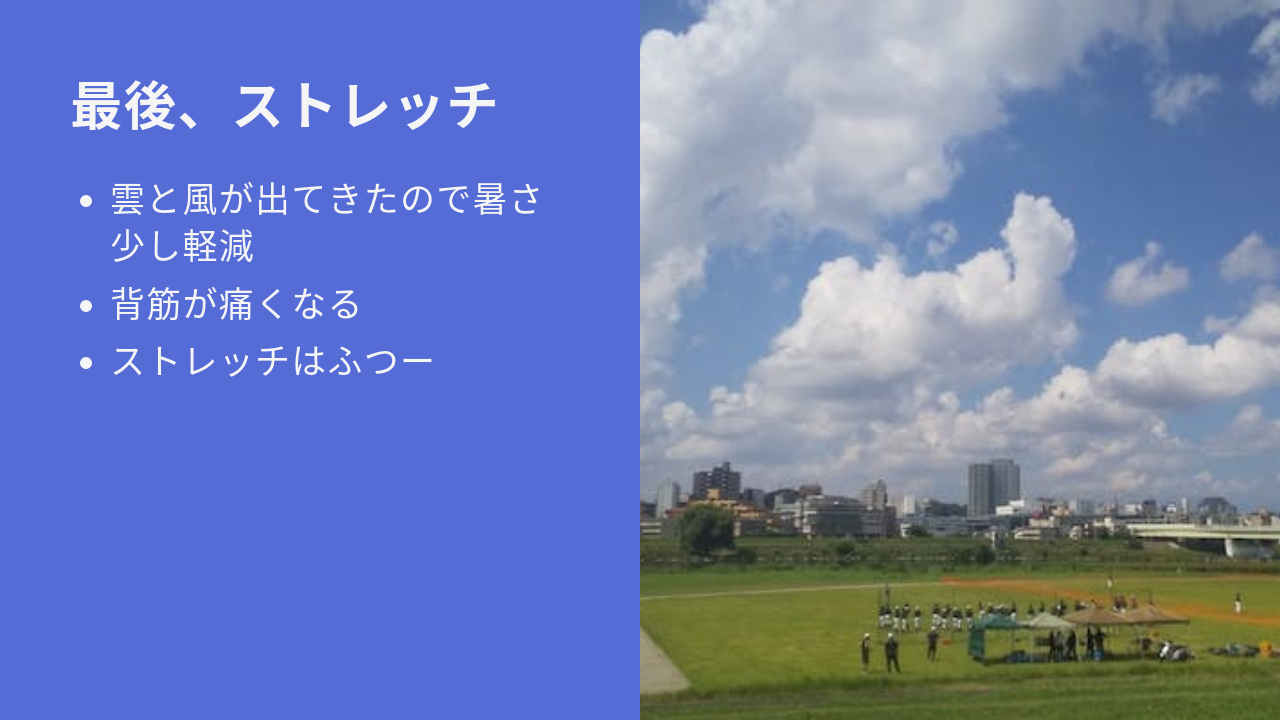 最後、ストレッチ
• 雲と風が出てきたので暑さ
少し軽減
• 背筋が痛くなる
• ストレッチはふつー